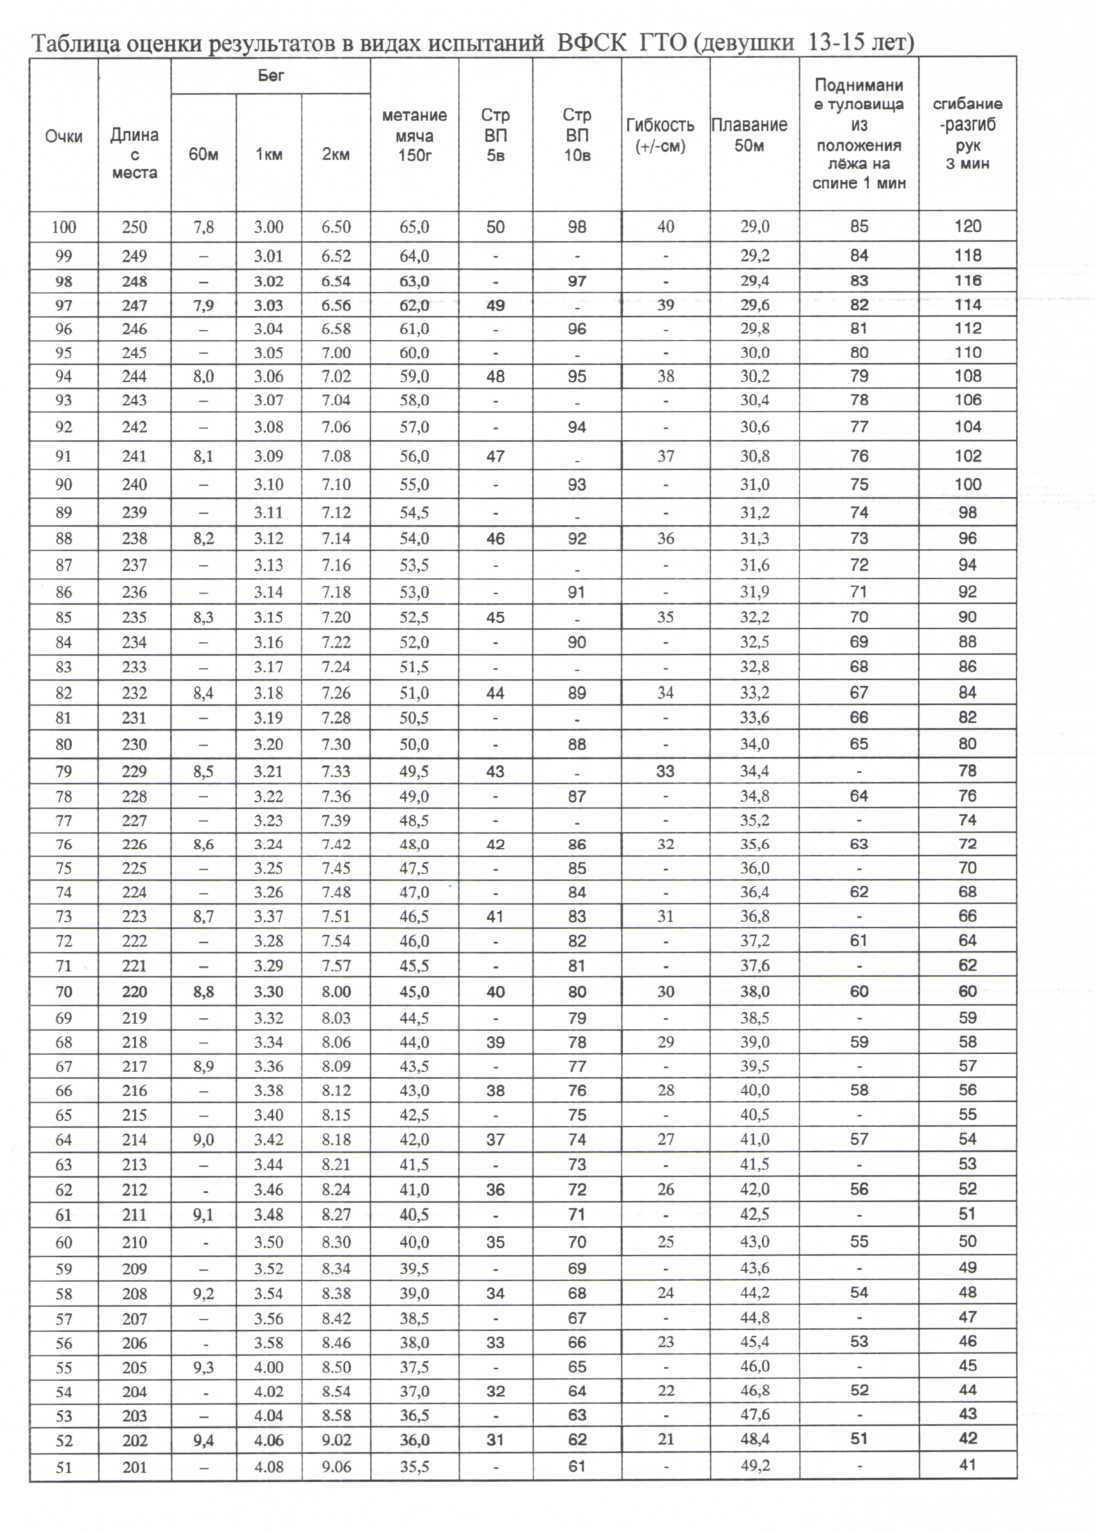 Таблица оценки результатов в видах испытаний ВФСК ГТО (девушки 13-15 лет)
Очки Длина с места Бег 60м 1км 2км метание мяча 150г Стр ВП 5в Стр ВП 10в Гибкость (+/-см) Плавание 50м Поднимани е туловища из положения лёжа на спине 1 мин сгибание -разгиб рук 3 мин
100 250 7,8 3.00 6.50 65,0 50 98 40 29,0 85 120
99 249 – 3.01 6.52 64,0 - - - 29,2 84 118
98 248 – 3.02 6.54 63,0 - 97 - 29,4 83 116
97 247 7,9 3.03 6.56 62,0 49 - 39 29,6 82 114
96 246 – 3.04 6.58 61,0 - 96 - 29,8 81 112
95 245 – 3.05 7.00 60,0 - - - 30,0 80 110
94 244 8,0 3.06 7.02 59,0 48 95 38 30,2 79 108
93 243 – 3.07 7.04 58,0 - - - 30,4 78 106
92 242 – 3.08 7.06 57,0 - 94 - 30,6 77 104
91 241 8,1 3.09 7.08 56,0 47 - 37 30,8 76 102
90 240 – 3.10 7.10 55,0 - 93 - 31,0 75 100
89 239 – 3.11 7.12 54,5 - - - 31,2 74 98
88 238 8,2 3.12 7.14 54,0 46 92 36 31,3 73 96
87 237 – 3.13 7.16 53,5 - - - 31,6 72 94
86 236 – 3.14 7.18 53,0 - 91 - 31,9 71 92
85 235 8,3 3.15 7.20 52,5 45 - 35 32,2 70 90
84 234 – 3.16 7.22 52,0 - 90 - 32,5 69 88
83 233 – 3.17 7.24 51,5 - - - 32,8 68 86
82 232 8,4 3.18 7.26 51,0 44 89 34 33,2 67 84
81 231 – 3.19 7.28 50,5 - - - 33,6 66 82
80 230 – 3.20 7.30 50,0 - 88 - 34,0 65 80
79 229 8,5 3.21 7.33 49,5 43 - 33 34,4 - 78
78 228 – 3.22 7.36 49,0 - 87 - 34,8 64 76
77 227 – 3.23 7.39 48,5 - - - 35,2 - 74
76 226 8,6 3.24 7.42 48,0 42 86 32 35,6 63 72
75 225 – 3.25 7.45 47,5 - 85 - 36,0 - 70
74 224 – 3.26 7.48 47,0 - 84 - 36,4 62 68
73 223 8,7 3.37 7.51 46,5 41 83 31 36,8 - 66
72 222 – 3.28 7.54 46,0 - 82 - 37,2 61 64
71 221 – 3.29 7.57 45,5 - 81 - 37,6 - 62
70 220 8,8 3.30 8.00 45,0 40 80 30 38,0 60 60
69 219 – 3.32 8.03 44,5 - 79 - 38,5 - 59
68 218 – 3.34 8.06 44,0 39 78 29 39,0 59 58
67 217 8,9 3.36 8.09 43,5 - 77 - 39,5 - 57
66 216 – 3.38 8.12 43,0 38 76 28 40,0 58 56
65 215 – 3.40 8.15 42,5 - 75 - 40,5 - 55
64 214 9,0 3.42 8.18 42,0 37 74 27 41,0 57 54
63 213 – 3.44 8.21 41,5 - 73 - 41,5 - 53
62 212 - 3.46 8.24 41,0 36 72 26 42,0 56 52
61 211 9,1 3.48 8.27 40,5 - 71 - 42,5 - 51
60 210 - 3.50 8.30 40,0 35 70 25 43,0 55 50
59 209 – 3.52 8.34 39,5 - 69 - 43,6 - 49
58 208 9,2 3.54 8.38 39,0 34 68 24 44,2 54 48
57 207 – 3.56 8.42 38,5 - 67 - 44,8 - 47
56 206 - 3.58 8.46 38,0 33 66 23 45,4 53 46
55 205 9,3 4.00 8.50 37,5 - 65 - 46,0 - 45
54 204 - 4.02 8.54 37,0 32 64 22 46,8 52 44
53 203 – 4.04 8.58 36,5 - 63 - 47,6 - 43
52 202 9,4 4.06 9.02 36,0 31 62 21 48,4 51 42
51 201 – 4.08 9.06 35,5 - 61 - 49,2 - 41